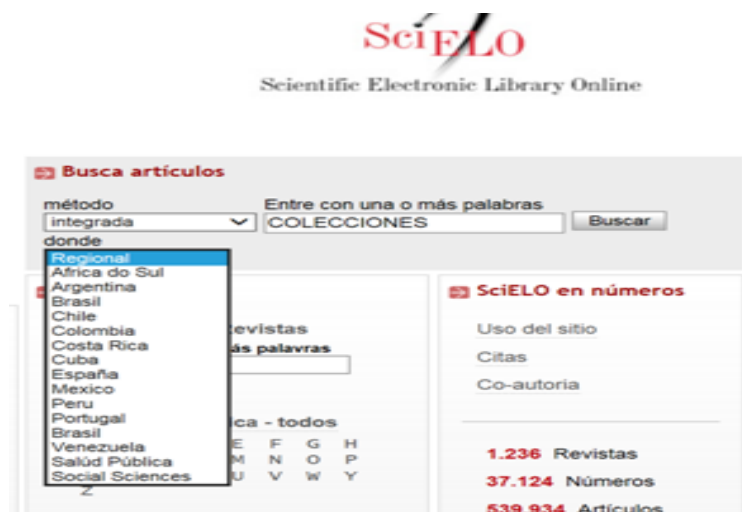 SciELO
Scientific Electronic Library Online
Busca artículos
método Entre con una o más palabras
integrada COLECCIONES Buscar
donde
Regional
Africa do Sul
Argentina
Brasil
Chile
Colombia
Costa Rica
Cuba
España
Mexico
Peru
Portugal
Brasil
Venezuela
Salúd Pública
Social Sciences
evistas
ás palavras
ica - todos
E F G H
M N O P
U V W Y
Z
SciELO en números
Uso del sitio
Citas
Co-autoria
1.236 Revistas
37.124 Números
539.934 Artículos